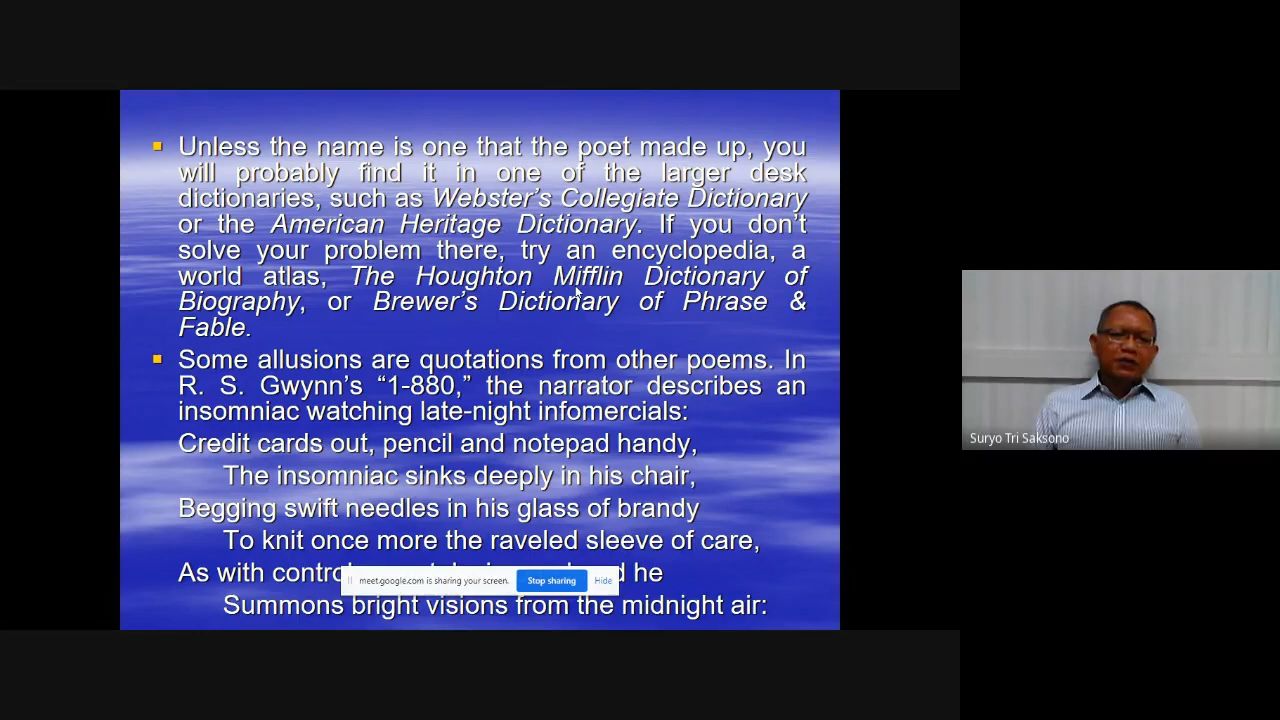 Unless the name is one that the poet made up, you
will probably find it in one of the larger desk
dictionaries, such as Webster's Collegiate Dictionary
or the American Heritage Dictionary. If you don't
solve your problem there, try an encyclopedia, a
world atlas, The Houghton Mifflin Dictionary of
Biography, or Brewer's Dictionary of Phrase &
Fable.
Some allusions are quotations from other poems. In
R. S. Gwynn's “1-880,” the narrator describes an
insomniac watching late-night infomercials:
Credit cards out, pencil and notepad handy,
The insomniac sinks deeply in his chair,
Begging swift needles in his glass of brandy
To knit once more the raveled sleeve of care,
As with he
meet.google.com is sharing your screen. Stop sharing Hide
Summons bright visions from the midnight air:
Suryo Tri Saksono